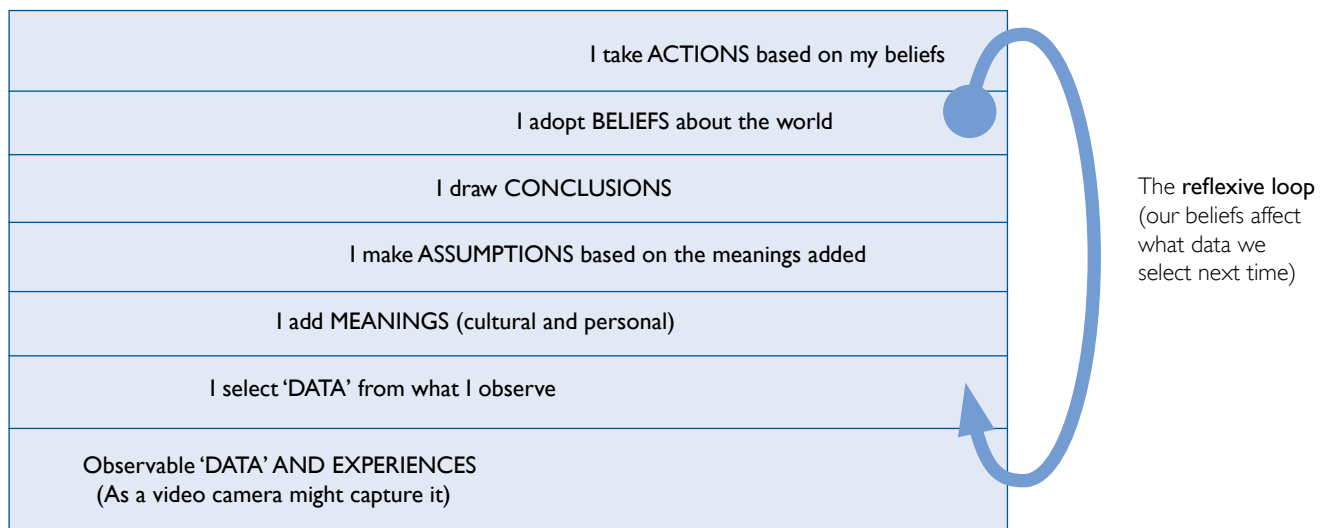 I take ACTIONS based on my beliefs
I adopt BELIEFS about the world
I draw CONCLUSIONS
I make ASSUMPTIONS based on the meanings added
I add MEANINGS (cultural and personal)
I select ‘DATA’ from what I observe
Observable ‘DATA’ AND EXPERIENCES
(As a video camera might capture it)
The reflexive loop
(our beliefs affect
what data we
select next time)